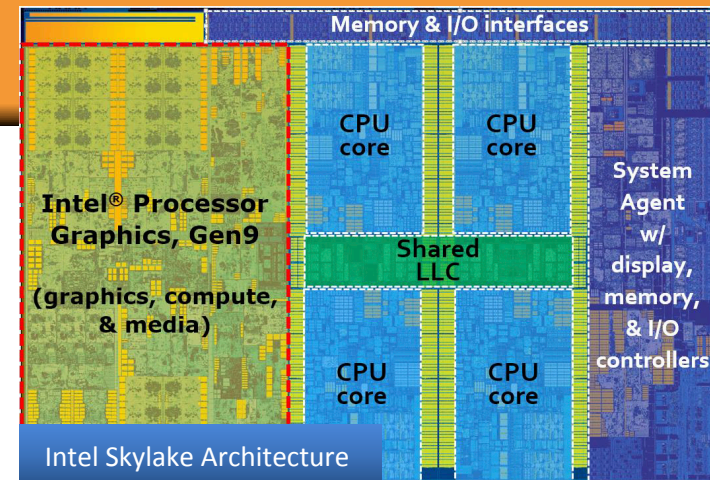 Memory & I/O interfaces
CPU
core
CPU
core
Intel® Processor
Graphics, Gen9
(graphics, compute,
& media)
Shared
LLC
System
Agent
w/
display,
memory,
& I/O
controllers
CPU
core
CPU
core
Intel Skylake Architecture